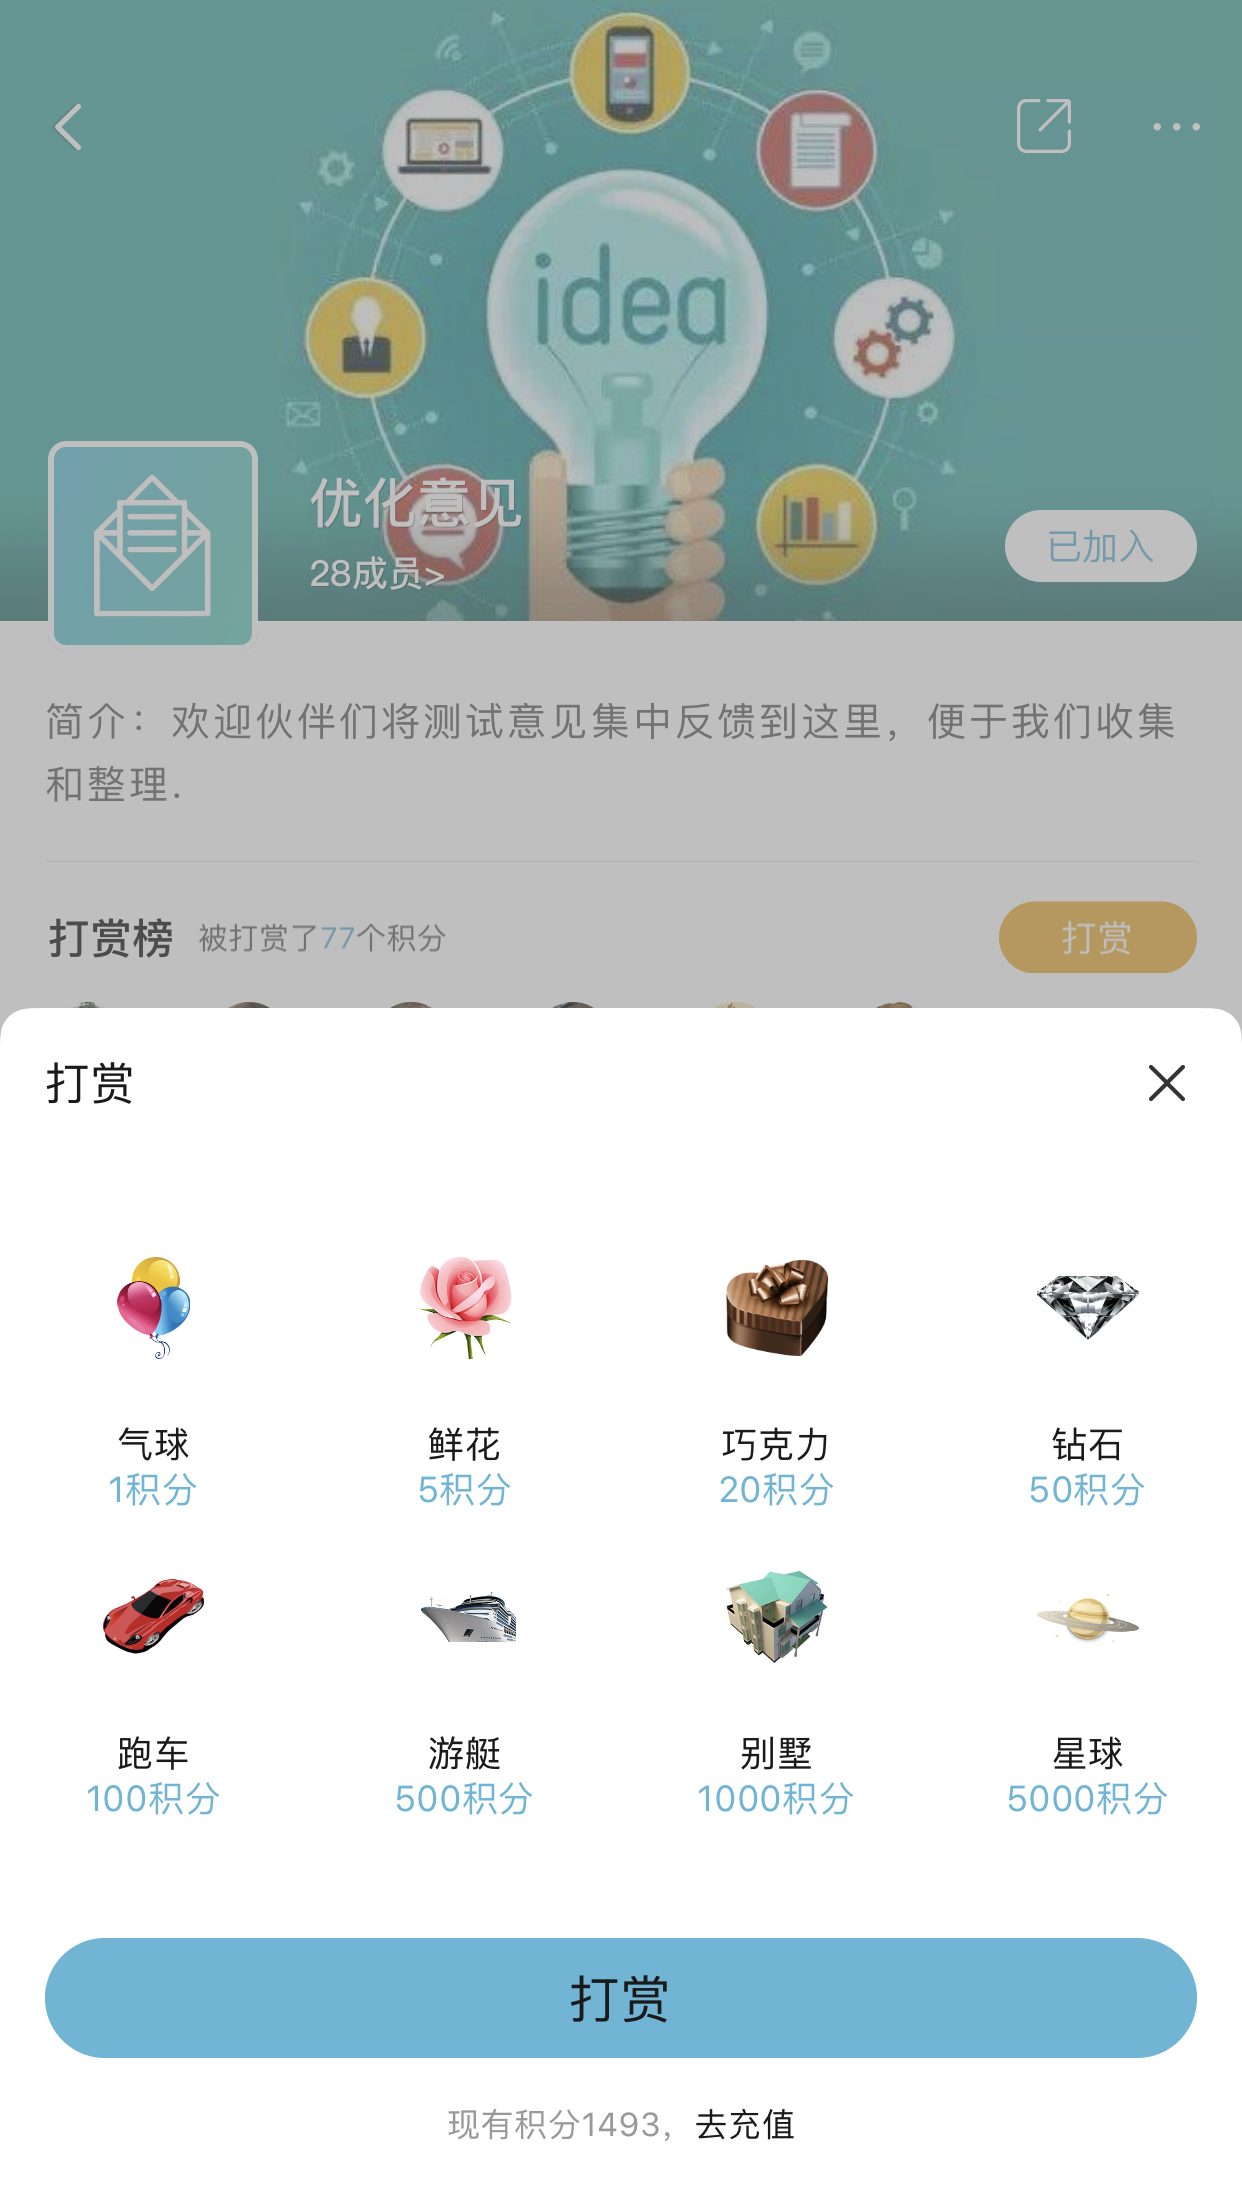 idea
优化意见
28成员>
已加入
简介：欢迎伙伴们将测试意见集中反馈到这里，便于我们收集
和整理.
打赏榜 被打赏了77个积分 打赏
打赏
气球 鲜花 巧克力 钻石
1积分 5积分 20积分 50积分
跑车 游艇 别墅 星球
100积分 500积分 1000积分 5000积分
打赏
现有积分1493，去充值